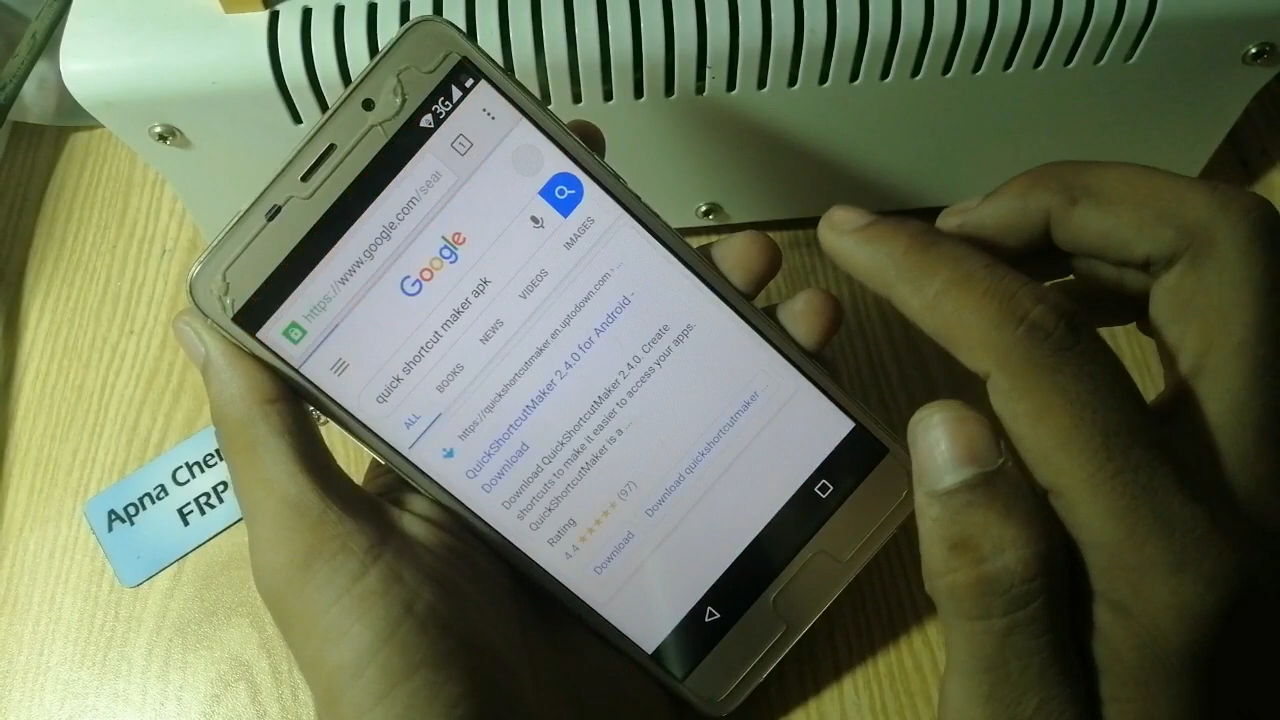 3G
1
https://www.google.com/sear
Google
quick shortcut maker apk
ALL BOOKS NEWS VIDEOS IMAGES
https://quickshortcutmaker.en.uptodown.com › ...
QuickShortcutMaker 2.4.0 for Android -
Download
Download QuickShortcutMaker 2.4.0. Create
shortcuts to make it easier to access your apps.
QuickShortcutMaker is a ...
Rating
4.4 ★★★★★ (97)
Download Download quickshortcutmaker ...
Apna
FRP